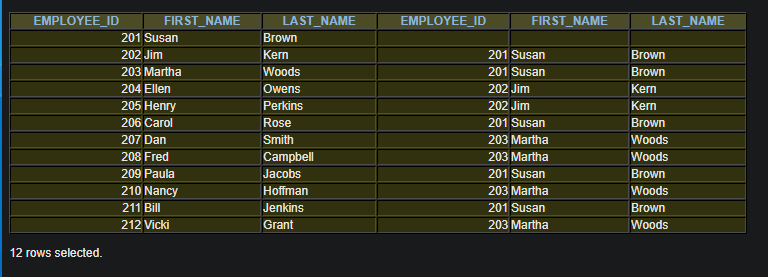 EMPLOYEE_ID FIRST_NAME LAST_NAME EMPLOYEE_ID FIRST_NAME LAST_NAME
201 Susan Brown
202 Jim Kern 201 Susan Brown
203 Martha Woods 201 Susan Brown
204 Ellen Owens 202 Jim Kern
205 Henry Perkins 202 Jim Kern
206 Carol Rose 201 Susan Brown
207 Dan Smith 203 Martha Woods
208 Fred Campbell 203 Martha Woods
209 Paula Jacobs 201 Susan Brown
210 Nancy Hoffman 203 Martha Woods
211 Bill Jenkins 201 Susan Brown
212 Vicki Grant 203 Martha Woods
12 rows selected.